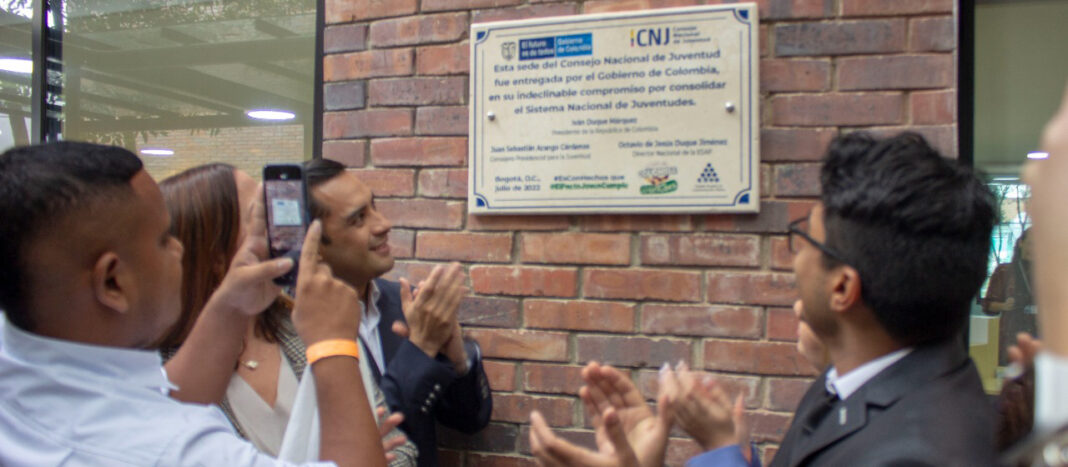 El futuro es de todos
Gobierno de Colombia
CNJ Consejo Nacional de Juventud
Esta sede del Consejo Nacional de Juventud
fue entregada por el Gobierno de Colombia,
en su indeclinable compromiso por consolidar
el Sistema Nacional de Juventudes.
Iván Duque Márquez
Presidente de la República de Colombia
Juan Sebastián Arango Cárdenas
Consejero Presidencial para la Juventud
Octavio de Jesús Duque Jiménez
Director Nacional de la ESAP
Bogotá, D.C.,
julio de 2022
#EsConHechos que
#ElPactoJovenCumple